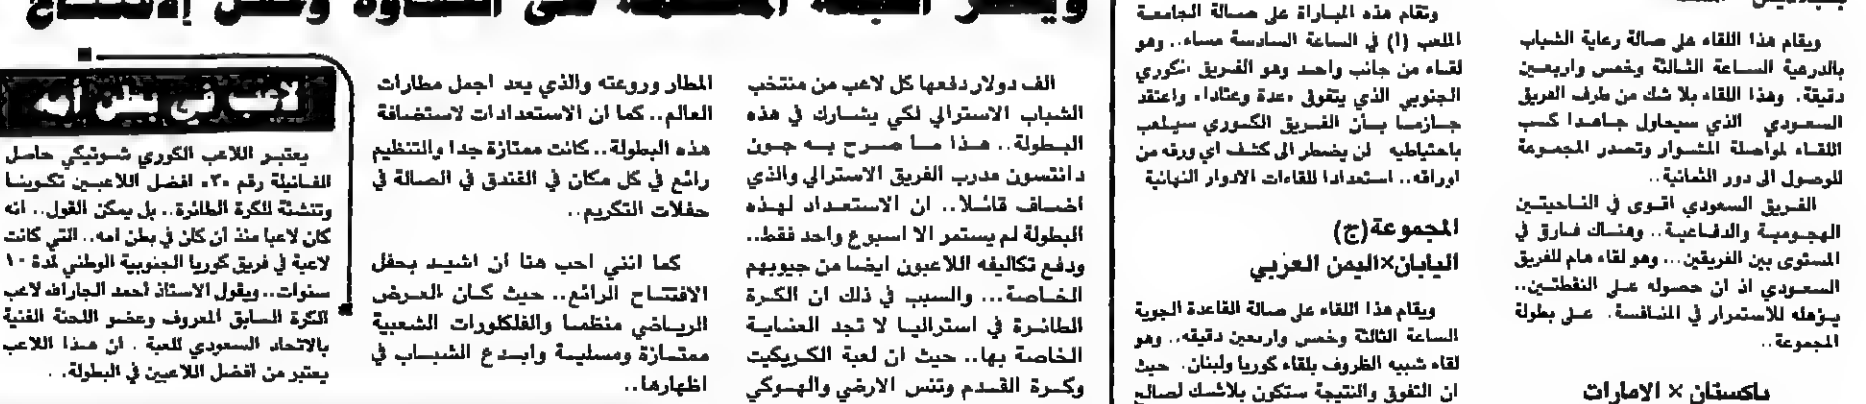 ويقام هذا اللقاء على صالة رعاية الشباب
بالدرعية الساعة الثالثة وخمس واربعين
دقيقة. وهذا اللقاء بلا شك من طرف الفريق
السعودي الذي سيحاول جاهدا كسب
اللقاء لمواصلة المشوار وتصدر المجموعة
للوصول الى دور الثمانية..
الفريق السعودي اقوى في الناحيتين
الهجومية والدفاعية.. وهناك فارق في
المستوى بين الفريقين... وهو لقاء هام للفريق
السعودي اذ ان حصوله على النقطتين..
يؤهله للاستمرار في المنافسة. على بطولة
المجموعة..
باكستان × الامارات
وتقام هذه المباراة على صالة الجامعة
الملعب (أ) في الساعة السادسة مساء.. وهو
لقاء من جانب واحد وهو الفريق الكوري
الجنوبي الذي يتفوق «عدة وعتادا» واعتقد
جازما بأن الفريق الكوري سيلعب
باحتياطيه لن يضطر الى كشف اي ورقه من
اوراقه.. استعدادا للقاءات الادوار النهائية
المجموعة (ج)
اليابان×اليمن العربي
ويقام هذا اللقاء على صالة القاعدة الجوية
الساعة الثالثة وخمس واربعين دقيقه.. وهو
لقاء شبيه الظروف بلقاء كوريا ولبنان. حيث
ان التفوق والنتيجة ستكون بلاشك لصالح
على القساوة وحفل إلافتتاح
الف دولار دفعها كل لاعب من منتخب
الشباب الاسترالي لكي يشارك في هذه
البطولة.. هذا ما صرح به جون
دانتسون مدرب الفريق الاسترالي والذي
اضاف قائلا.. ان الاستعداد لهذه
البطولة لم يستمر الا اسبوع واحد فقط..
ودفع تكاليفه اللاعبون ايضا من جيوبهم
الخاصة... والسبب في ذلك ان الكرة
الطائرة في استراليا لا تجد العناية
الخاصة بها.. حيث ان لعبة الكريكيت
وكرة القدم وتنس الارضي والهوكي
المطار وروعته والذي يعد اجمل مطارات
العالم.. كما ان الاستعدادات لاستضافة
هذه البطولة.. كانت ممتازة جدا والتنظيم
رائع في كل مكان في الفندق في الصالة في
حفلات التكريم..
كما انني احب هنا أن اشيد بحفل
الافتتاح الرائع.. حيث كان العرض
الرياضي منظما والفلكلورات الشعبية
ممتازة ومسلية وابدع الشباب في
اظهارها..
لاعب في بطن أمه
يعتبر اللاعب الكوري شوتيكي حاصل
الفانيلة رقم «٣» افضل اللاعبين تكوينا
وتنشئة للكرة الطائرة.. بل يمكن القول.. انه
كان لاعبا منذ أن كان في بطن امه.. التي كانت
لاعبة في فريق كوريا الجنوبية الوطني لمدة ١٠
سنوات.. ويقول الاستاذ أحمد الجارالله لاعب
الكرة السابق المعروف وعضو اللجنة الفنية
بالاتحاد السعودي للعبة. ان هذا اللاعب
يعتبر من افضل اللاعبين في البطولة..